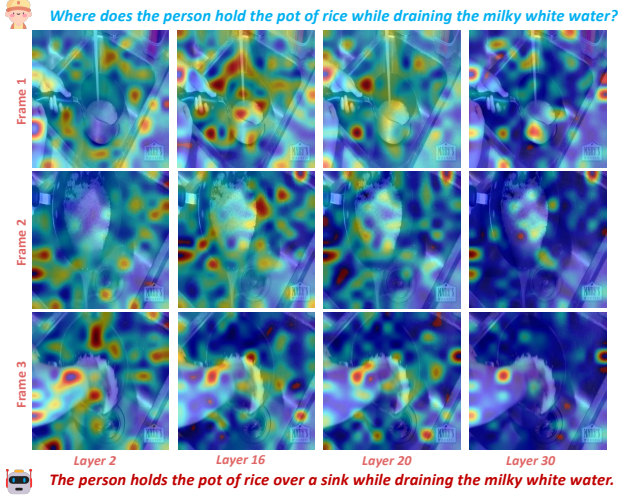 Where does the person hold the pot of rice while draining the milky white water?
Frame 1
Frame 2
Frame 3
Layer 2
Layer 16
Layer 20
Layer 30
The person holds the pot of rice over a sink while draining the milky white water.